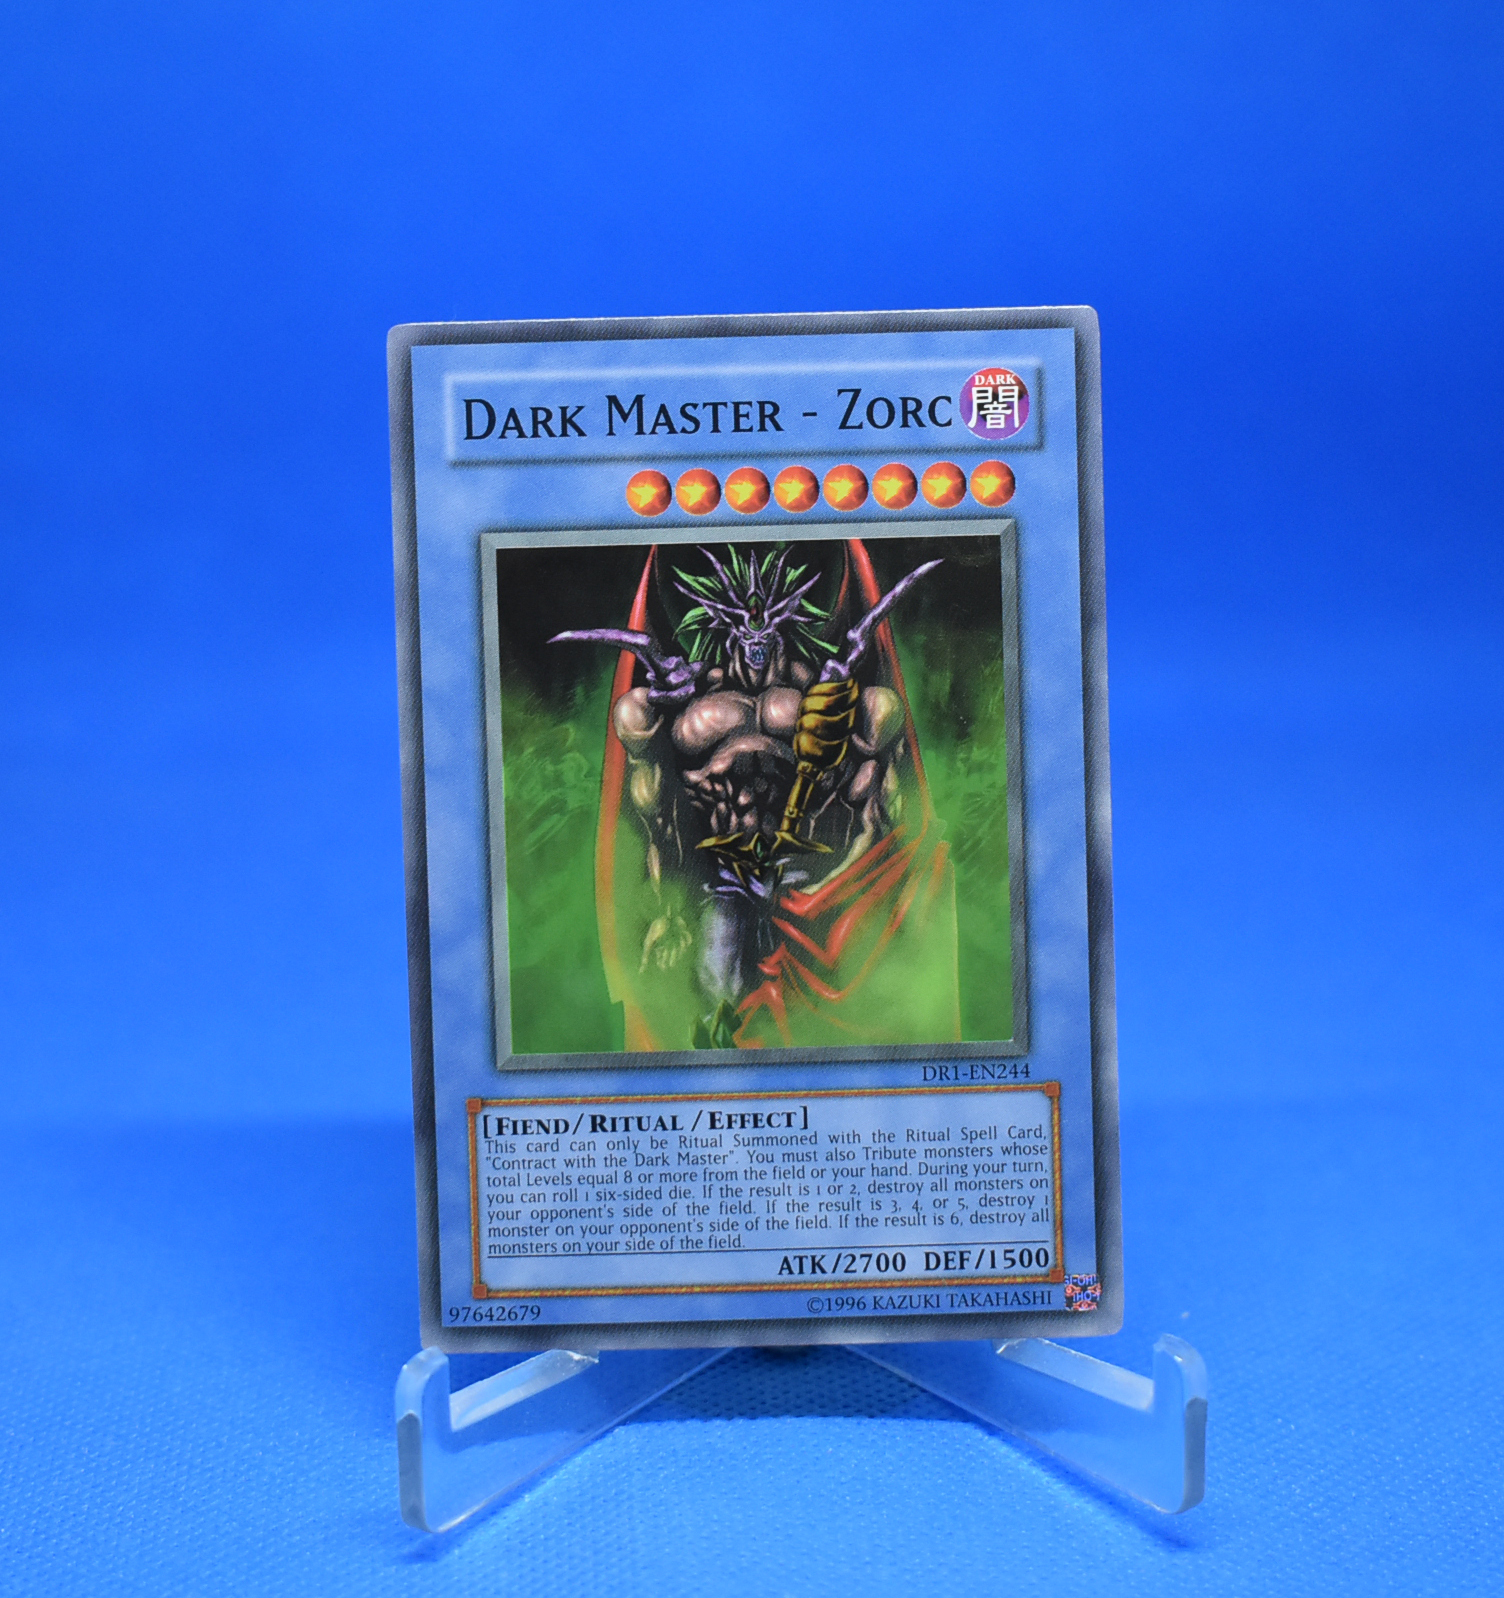 DARK MASTER - ZORC
DARK
闇
DR1-EN244
[FIEND/RITUAL/EFFECT]
This card can only be Ritual Summoned with the Ritual Spell Card,
"Contract with the Dark Master". You must also Tribute monsters whose
total Levels equal 8 or more from the field or your hand. During your turn,
you can roll 1 six-sided die. If the result is 1 or 2, destroy all monsters on
your opponent's side of the field. If the result is 3, 4, or 5, destroy 1
monster on your opponent's side of the field. If the result is 6, destroy all
monsters on your side of the field.
ATK/2700 DEF/1500
97642679
©1996 KAZUKI TAKAHASHI